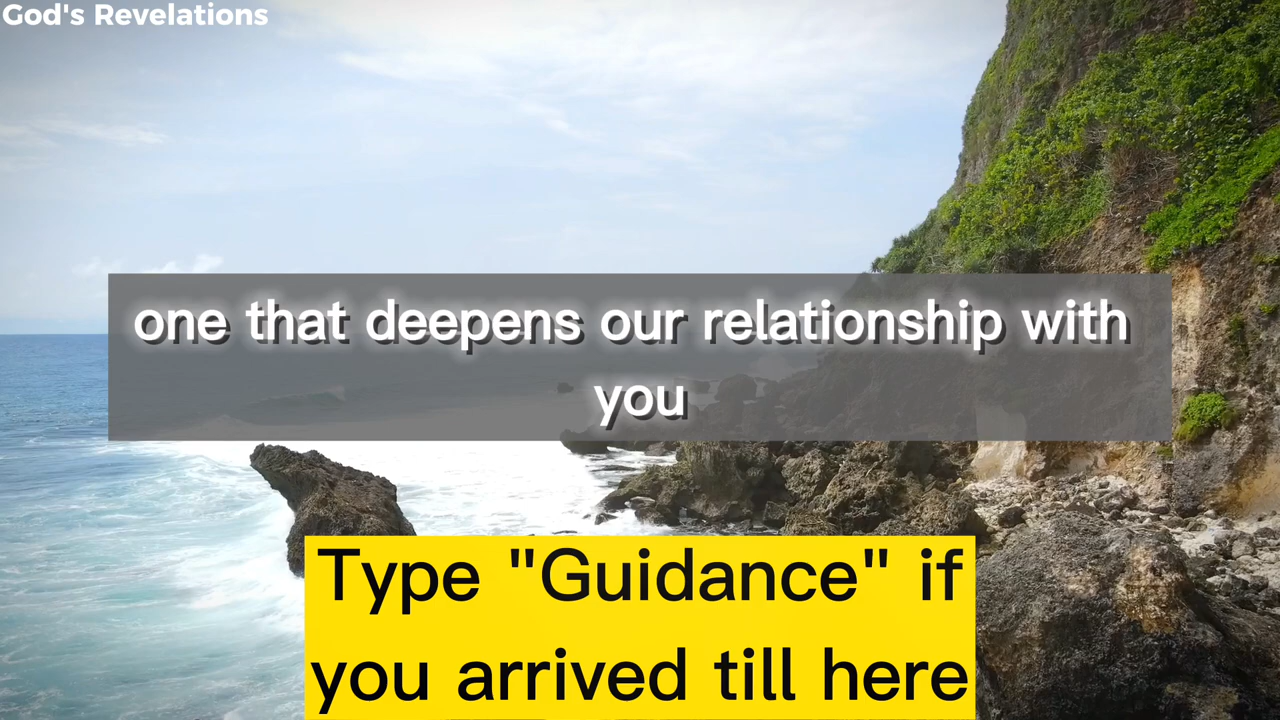 God's Revelations
one that deepens our relationship with
you
Type "Guidance" if
you arrived till here